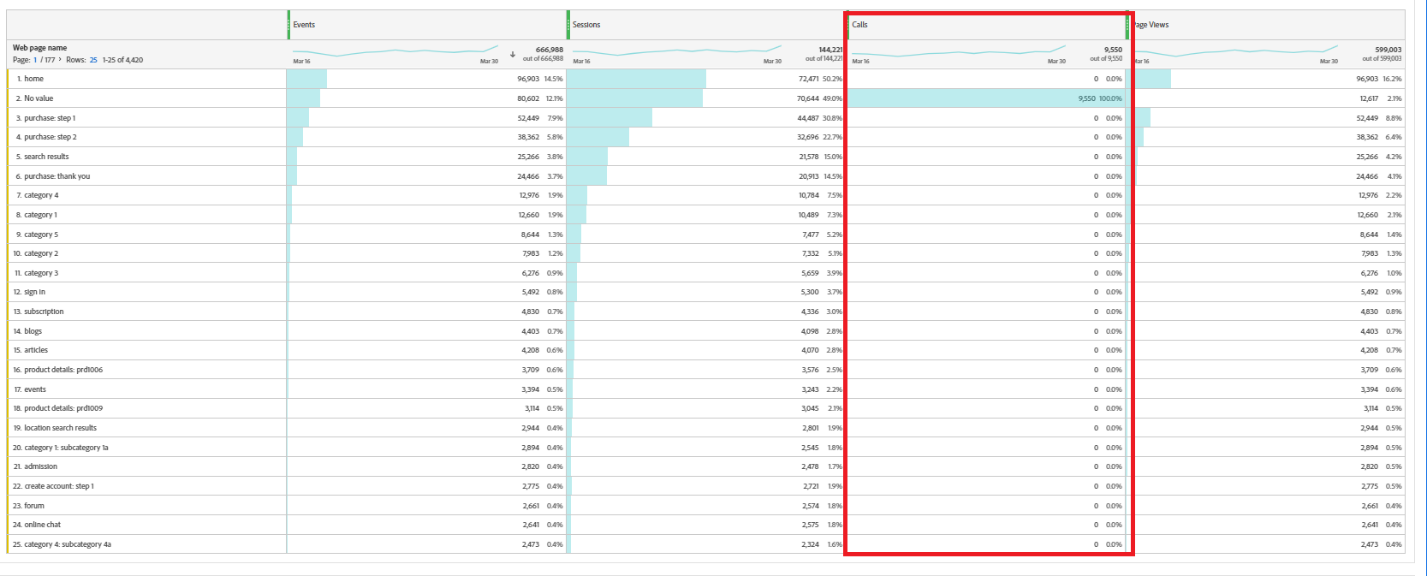 Events Sessions Calls Page Views
Web page name 666,988 144,221 9,550 599,003
Page: 1 / 177 > Rows: 25 1-25 of 4,420 Mar 16 Mar 30 out of 666,988 Mar 16 Mar 30 out of 144,221 Mar 16 Mar 30 out of 9,550 Mar 16 Mar 30 out of 599,003
1. home 96,903 14.5% 72,471 50.2% 0 0.0% 96,903 16.2%
2. No value 80,602 12.1% 70,644 49.0% 9,550 100.0% 12,617 2.1%
3. purchase: step 1 52,449 7.9% 44,487 30.8% 0 0.0% 52,449 8.8%
4. purchase: step 2 38,362 5.8% 32,696 22.7% 0 0.0% 38,362 6.4%
5. search results 25,266 3.8% 21,578 15.0% 0 0.0% 25,266 4.2%
6. purchase: thank you 24,466 3.7% 20,913 14.5% 0 0.0% 24,466 4.1%
7. category 4 12,976 1.9% 10,784 7.5% 0 0.0% 12,976 2.2%
8. category 1 12,660 1.9% 10,489 7.3% 0 0.0% 12,660 2.1%
9. category 5 8,644 1.3% 7,477 5.2% 0 0.0% 8,644 1.4%
10. category 2 7,983 1.2% 7,332 5.1% 0 0.0% 7,983 1.3%
11. category 3 6,276 0.9% 5,659 3.9% 0 0.0% 6,276 1.0%
12. sign in 5,492 0.8% 5,300 3.7% 0 0.0% 5,492 0.9%
13. subscription 4,830 0.7% 4,336 3.0% 0 0.0% 4,830 0.8%
14. blogs 4,403 0.7% 4,098 2.8% 0 0.0% 4,403 0.7%
15. articles 4,208 0.6% 4,070 2.8% 0 0.0% 4,208 0.7%
16. product details: prd1006 3,709 0.6% 3,576 2.5% 0 0.0% 3,709 0.6%
17. events 3,394 0.5% 3,243 2.2% 0 0.0% 3,394 0.6%
18. product details: prd1009 3,114 0.5% 3,045 2.1% 0 0.0% 3,114 0.5%
19. location search results 2,944 0.4% 2,801 1.9% 0 0.0% 2,944 0.5%
20. category 1: subcategory 1a 2,894 0.4% 2,545 1.8% 0 0.0% 2,894 0.5%
21. admission 2,820 0.4% 2,478 1.7% 0 0.0% 2,820 0.5%
22. create account: step 1 2,775 0.4% 2,721 1.9% 0 0.0% 2,775 0.5%
23. forum 2,661 0.4% 2,574 1.8% 0 0.0% 2,661 0.4%
24. online chat 2,641 0.4% 2,575 1.8% 0 0.0% 2,641 0.4%
25. category 4: subcategory 4a 2,473 0.4% 2,324 1.6% 0 0.0% 2,473 0.4%